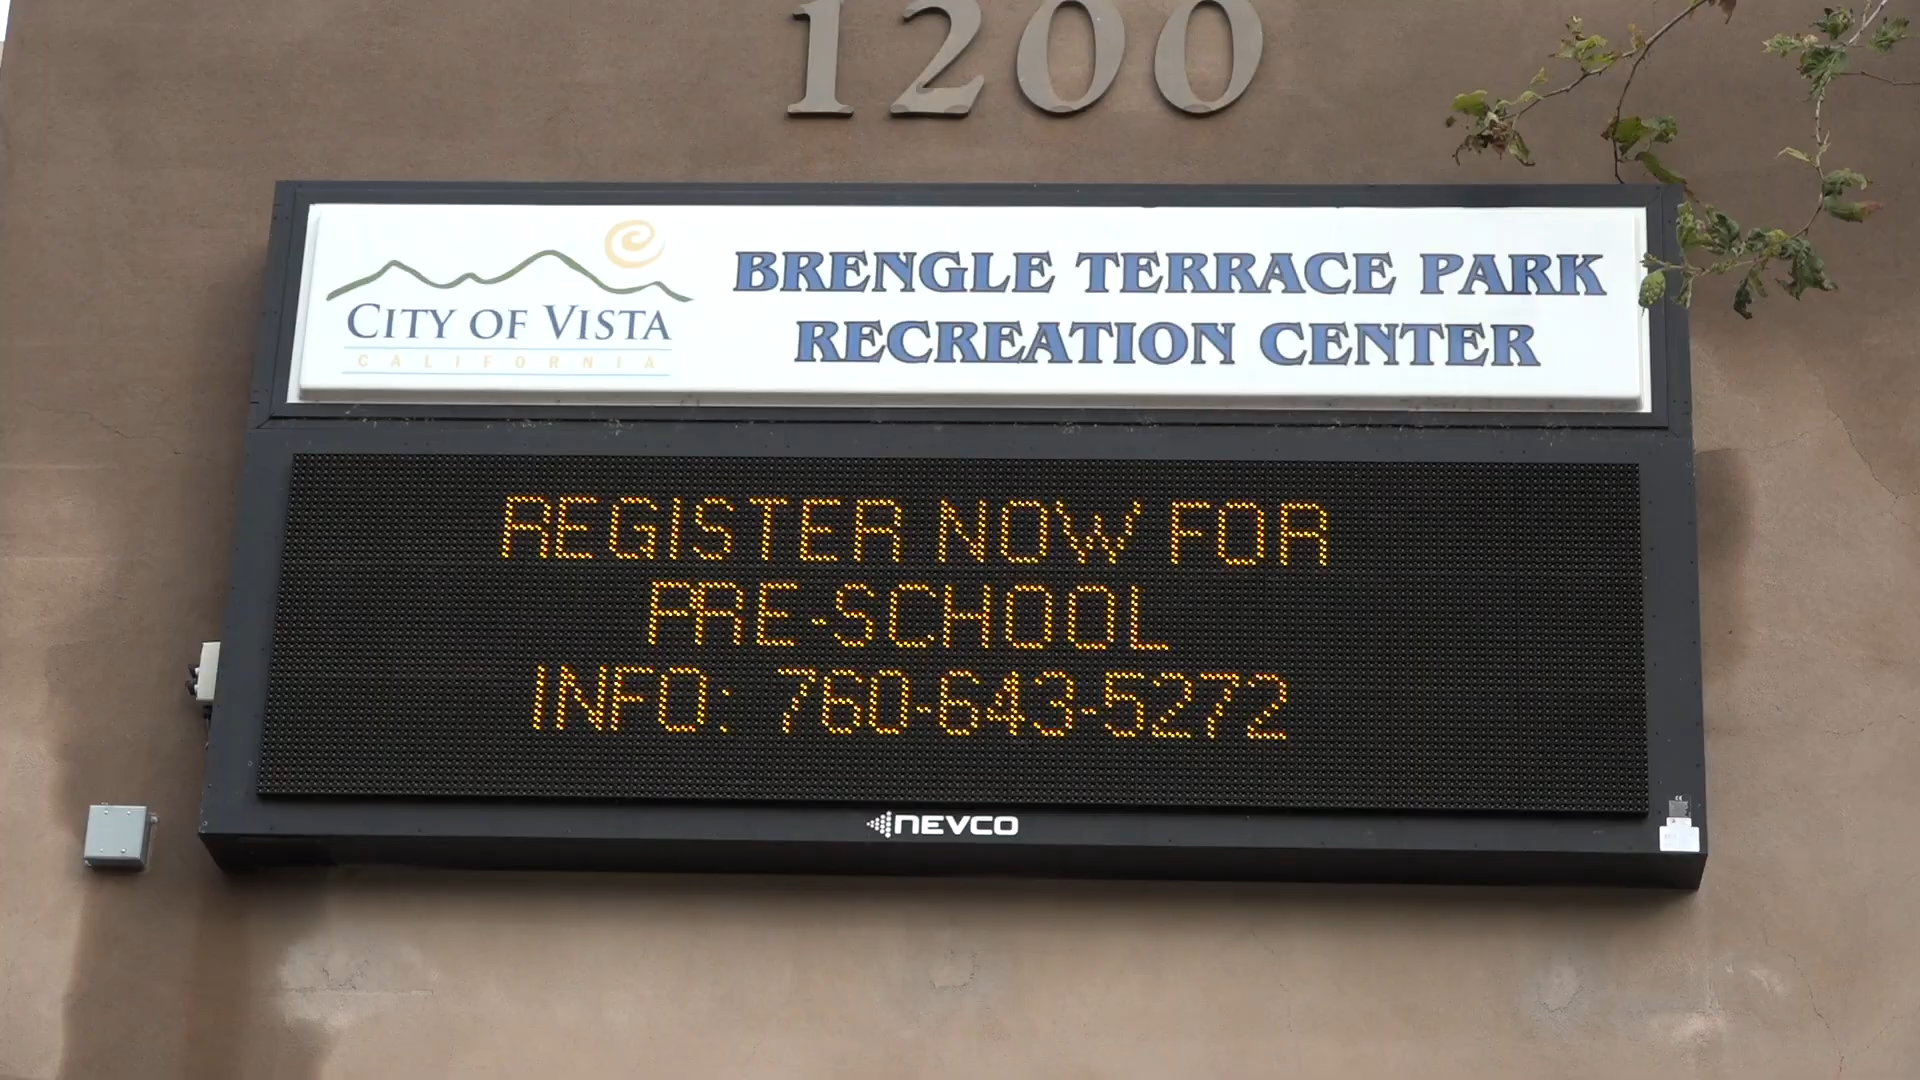 1200
CITY OF VISTA
CALIFORNIA
BRENGLE TERRACE PARK
RECREATION CENTER
REGISTER NOW FOR
PRE-SCHOOL
INFO: 760-643-5272
NEVCO